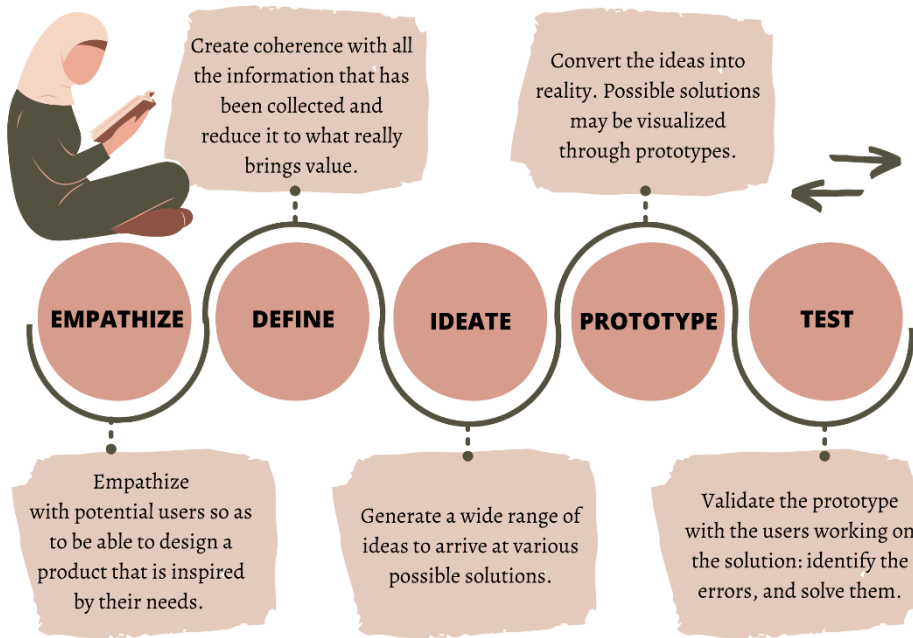 Create coherence with all
the information that has
been collected and
reduce it to what really
brings value.
Convert the ideas into
reality. Possible solutions
may be visualized
through prototypes.
EMPATHIZE
DEFINE
IDEATE
PROTOTYPE
TEST
Empathize
with potential users so as
to be able to design a
product that is inspired
by their needs.
Generate a wide range of
ideas to arrive at various
possible solutions.
Validate the prototype
with the users working on
the solution: identify the
errors, and solve them.